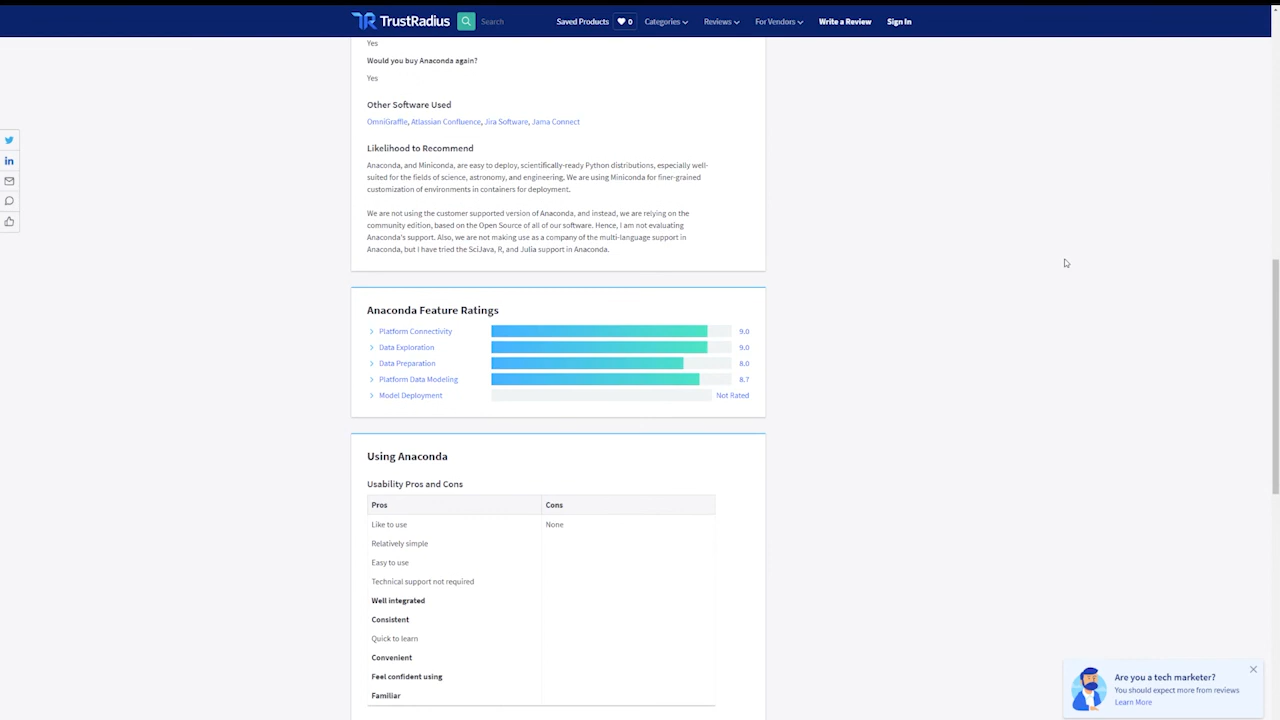 TrustRadius
Search
Saved Products
0
Categories
Reviews
For Vendors
Write a Review
Sign In
Yes
Would you buy Anaconda again?
Yes
Other Software Used
OmniGraffle, Atlassian Confluence, Jira Software, Jama Connect
Likelihood to Recommend
Anaconda, and Miniconda, are easy to deploy, scientifically-ready Python distributions, especially well-
suited for the fields of science, astronomy, and engineering. We are using Miniconda for finer-grained
customization of environments in containers for deployment.
We are not using the customer supported version of Anaconda, and instead, we are relying on the
community edition, based on the Open Source of all of our software. Hence, I am not evaluating
Anaconda's support. Also, we are not making use as a company of the multi-language support in
Anaconda, but I have tried the SciJava, R, and Julia support in Anaconda.
Anaconda Feature Ratings
Platform Connectivity 9.0
Data Exploration 9.0
Data Preparation 8.0
Platform Data Modeling 8.7
Model Deployment Not Rated
Using Anaconda
Usability Pros and Cons
Pros Cons
Like to use None
Relatively simple
Easy to use
Technical support not required
Well integrated
Consistent
Quick to learn
Convenient
Feel confident using
Familiar
Are you a tech marketer?
You should expect more from reviews
Learn More